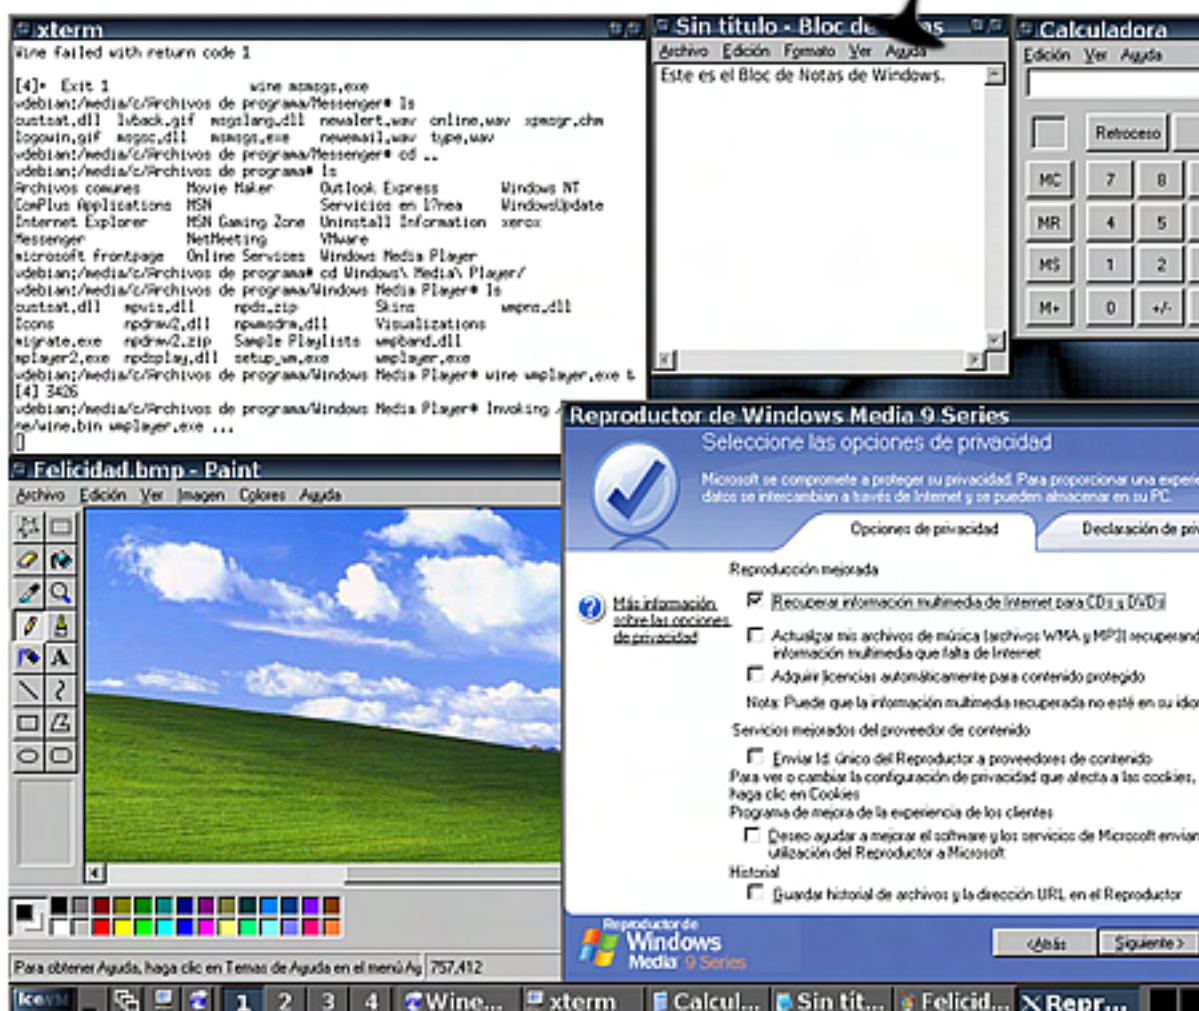 xterm
Wine failed with return code 1
[4]+ Exit 1 wine msmsgs.exe
vdebian:/media/c/Archivos de programa/Messenger# ls
custsat.dll lvback.gif msgslang.dll newalert.wav online.wav xpmsgr.chm
logowin.gif msgsc.dll msmsgs.exe newemail.wav type.wav
vdebian:/media/c/Archivos de programa/Messenger# cd ..
vdebian:/media/c/Archivos de programa# ls
Archivos comunes Movie Maker Outlook Express Windows NT
ComPlus Applications MSN Servicios en l?nea WindowsUpdate
Internet Explorer MSN Gaming Zone Uninstall Information xerox
Messenger NetMeeting VMware
microsoft frontpage Online Services Windows Media Player
vdebian:/media/c/Archivos de programa# cd Windows\ Media\ Player/
vdebian:/media/c/Archivos de programa/Windows Media Player# ls
custsat.dll mpvis.dll npds.zip Skins wmpns.dll
Icons npdrmv2.dll npwmsdrm.dll Visualizations
migrate.exe npdrmv2.zip Sample Playlists wmpband.dll
mplayer2.exe npdsplay.dll setup_wm.exe wmplayer.exe
vdebian:/media/c/Archivos de programa/Windows Media Player# wine wmplayer.exe &
[4] 3426
vdebian:/media/c/Archivos de programa/Windows Media Player# Invoking /
ne/wine.bin wmplayer.exe ...
Sin título - Bloc de
Archivo Edición Formato Ver Ayuda
Este es el Bloc de Notas de Windows.
Calculadora
Edición Ver Ayuda
Retroceso
MC 7 8
MR 4 5
MS 1 2
M+ 0 +/-
Felicidad.bmp - Paint
Archivo Edición Ver Imagen Colores Ayuda
A
Para obtener Ayuda, haga clic en Temas de Ayuda en el menú Ay 757,412
Reproductor de Windows Media 9 Series
Seleccione las opciones de privacidad
Microsoft se compromete a proteger su privacidad. Para proporcionar una experie
datos se intercambian a través de Internet y se pueden almacenar en su PC.
Opciones de privacidad Declaración de priv
Reproducción mejorada
Más información
sobre las opciones
de privacidad
Recuperar información multimedia de Internet para CDs y DVDs
Actualizar mis archivos de música (archivos WMA y MP3) recuperando
información multimedia que falta de Internet
Adquirir licencias automáticamente para contenido protegido
Nota: Puede que la información multimedia recuperada no esté en su idio
Servicios mejorados del proveedor de contenido
Enviar Id. único del Reproductor a proveedores de contenido
Para ver o cambiar la configuración de privacidad que afecta a las cookies,
haga clic en Cookies
Programa de mejora de la experiencia de los clientes
Deseo ayudar a mejorar el software y los servicios de Microsoft envian
utilización del Reproductor a Microsoft
Historial
Guardar historial de archivos y la dirección URL en el Reproductor
Reproductor de
Windows
Media 9 Series
<Atrás Siguiente >
IceWM 1 2 3 4 Wine... xterm Calcul... Sin tít... Felicid... Repr...